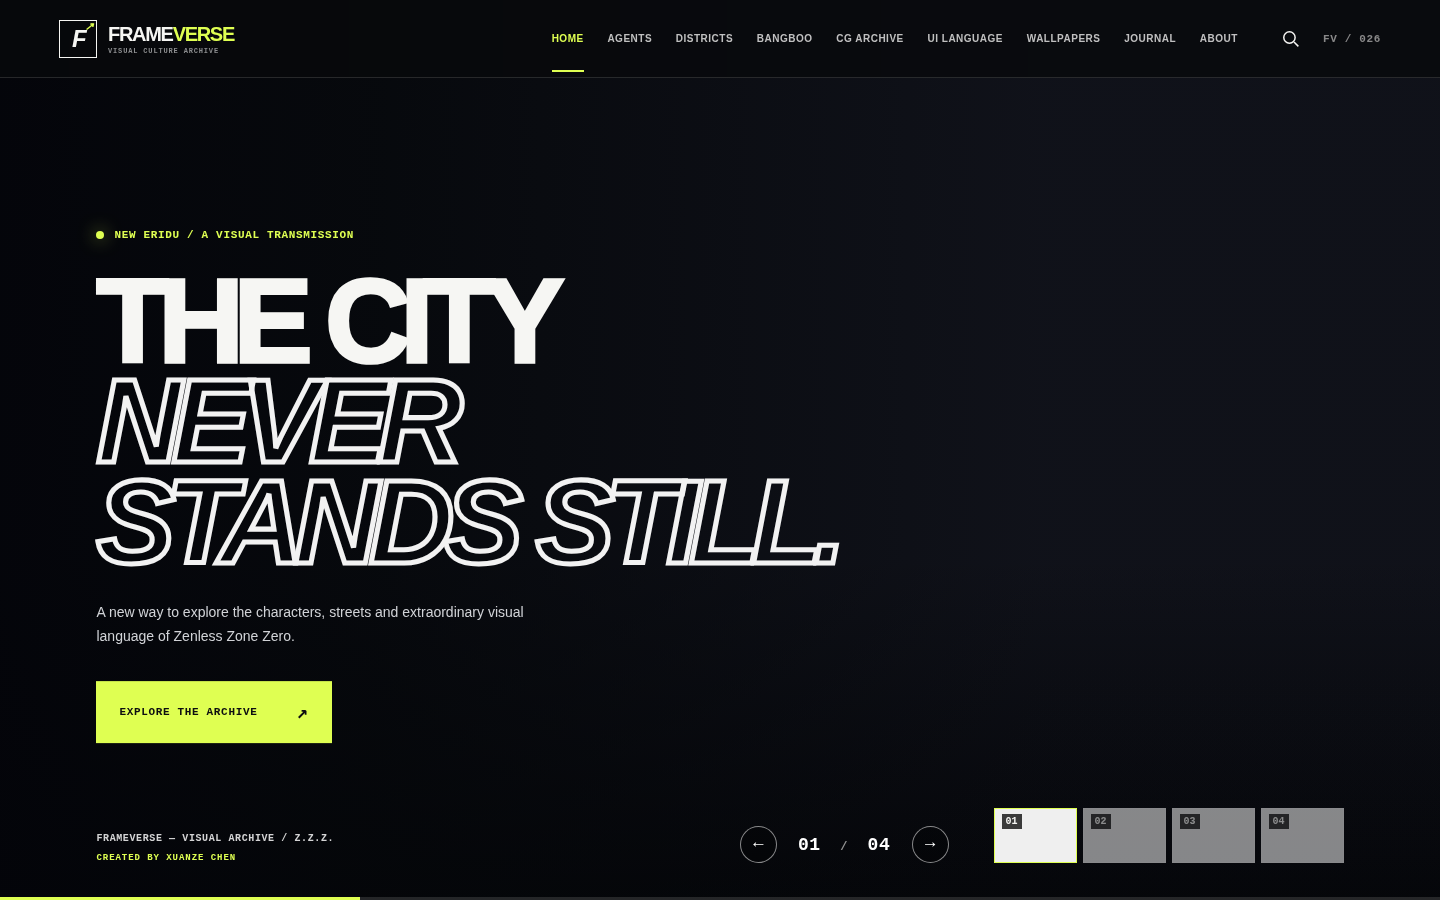 F
FRAMEVERSE
VISUAL CULTURE ARCHIVE
HOME AGENTS DISTRICTS BANGBOO CG ARCHIVE UI LANGUAGE WALLPAPERS JOURNAL ABOUT FV / 026
NEW ERIDU / A VISUAL TRANSMISSION
THE CITY
NEVER
STANDS STILL.
A new way to explore the characters, streets and extraordinary visual
language of Zenless Zone Zero.
EXPLORE THE ARCHIVE ↗
FRAMEVERSE — VISUAL ARCHIVE / Z.Z.Z.
CREATED BY XUANZE CHEN
← 01 / 04 →
01 02 03 04